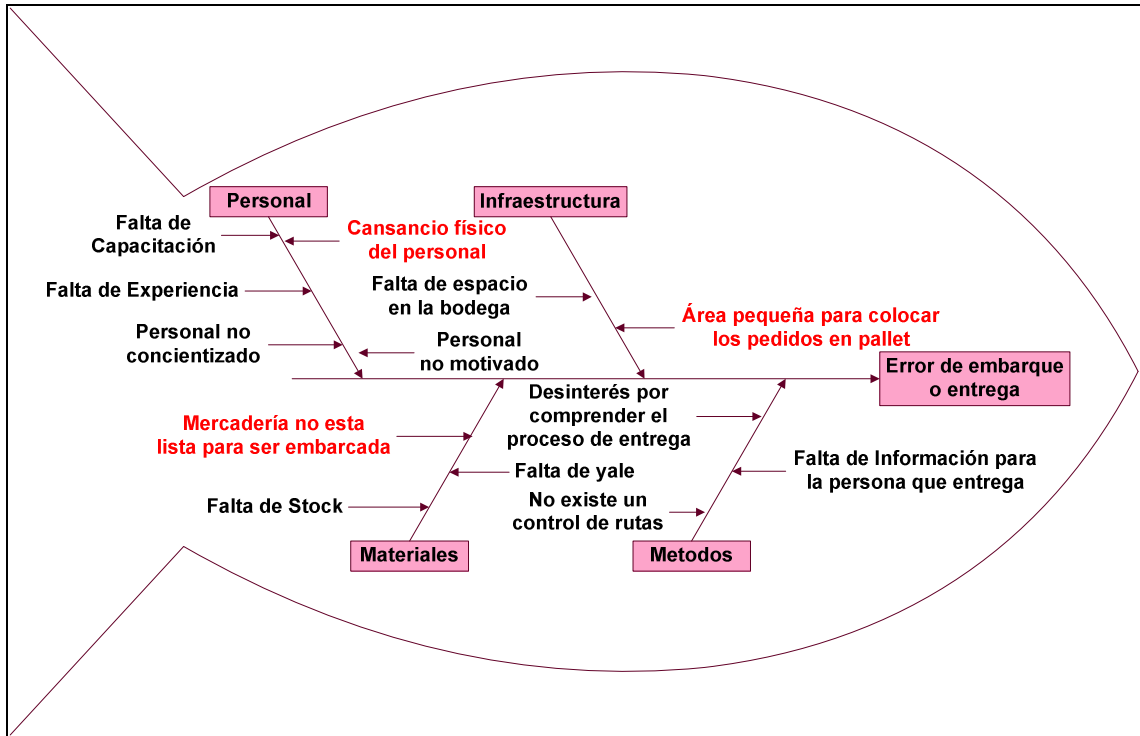 Personal
Infraestructura
Falta de
Capacitación
Cansancio físico
del personal
Falta de Experiencia
Falta de espacio
en la bodega
Personal no
concientizado
Personal
no motivado
Área pequeña para colocar
los pedidos en pallet
Error de embarque
o entrega
Mercadería no esta
lista para ser embarcada
Desinterés por
comprender el
proceso de entrega
Falta de yale
Falta de Información para
la persona que entrega
Falta de Stock
No existe un
control de rutas
Materiales
Metodos